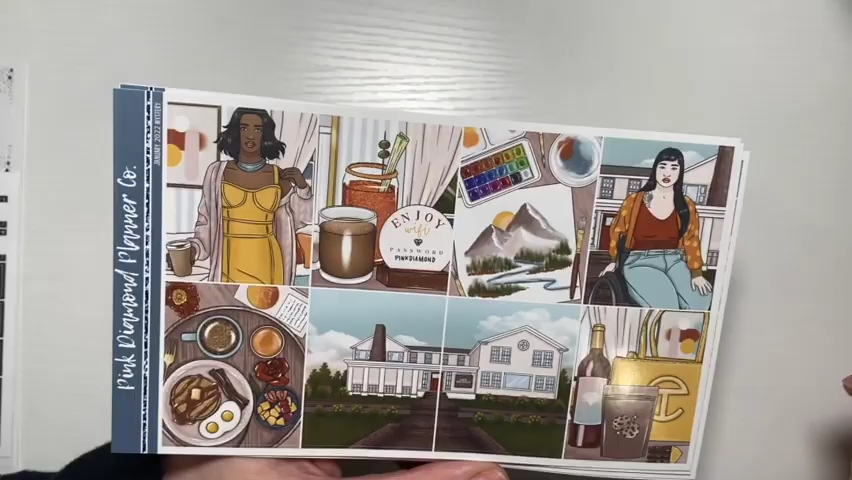 Pink Diamond Planner Co.
JANUARY 2022 MYSTERY
ENJOY
wifi
PASSWORD
PINKDIAMOND